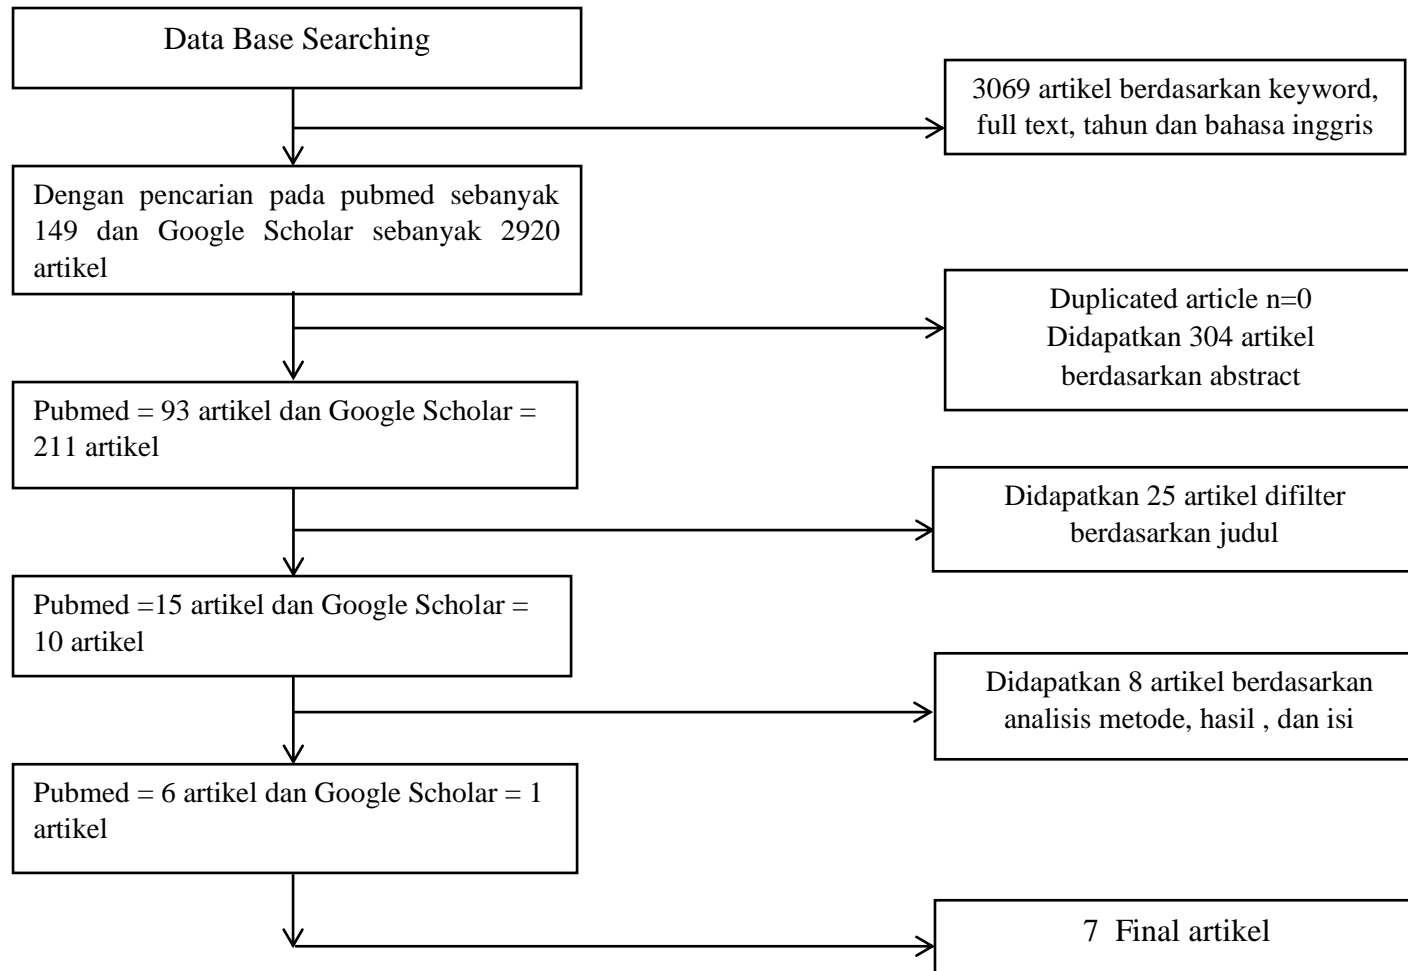 Data Base Searching
3069 artikel berdasarkan keyword,
full text, tahun dan bahasa inggris
Dengan pencarian pada pubmed sebanyak
149 dan Google Scholar sebanyak 2920
artikel
Duplicated article n=0
Didapatkan 304 artikel
berdasarkan abstract
Pubmed = 93 artikel dan Google Scholar =
211 artikel
Didapatkan 25 artikel difilter
berdasarkan judul
Pubmed =15 artikel dan Google Scholar =
10 artikel
Didapatkan 8 artikel berdasarkan
analisis metode, hasil , dan isi
Pubmed = 6 artikel dan Google Scholar = 1
artikel
7 Final artikel